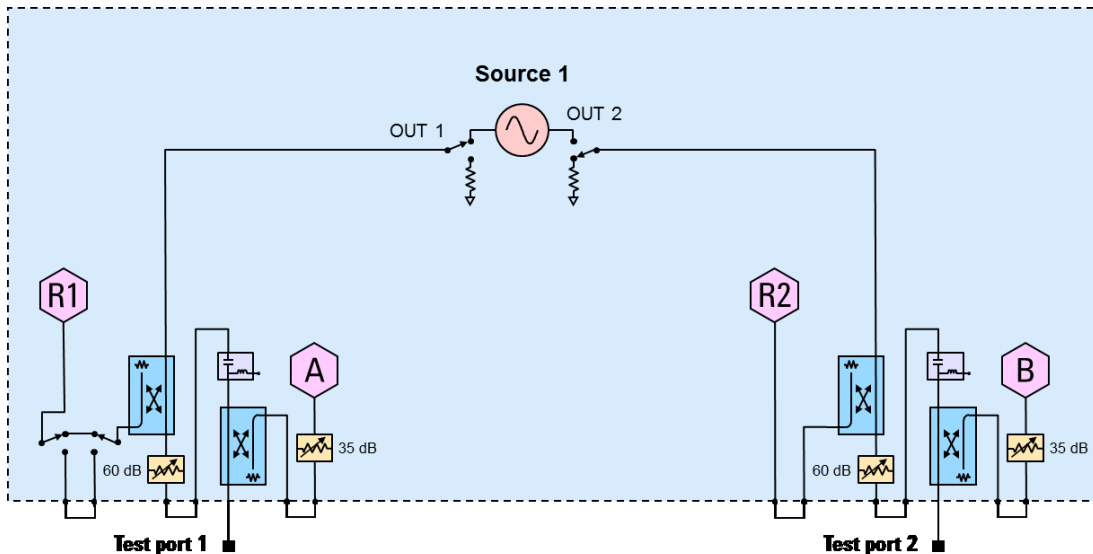 Source 1
OUT 1
OUT 2
R1
A
R2
B
60 dB
35 dB
60 dB
35 dB
Test port 1
Test port 2